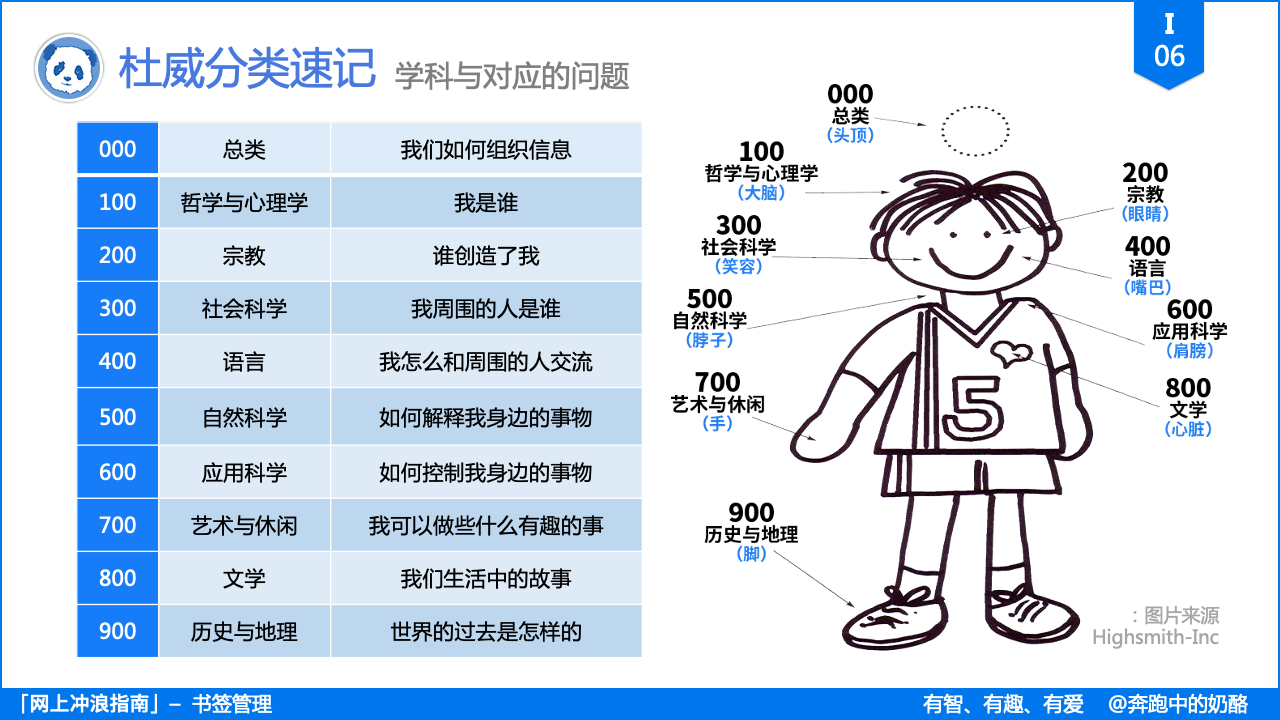 杜威分类速记 学科与对应的问题
I
06
000 总类 我们如何组织信息
100 哲学与心理学 我是谁
200 宗教 谁创造了我
300 社会科学 我周围的人是谁
400 语言 我怎么和周围的人交流
500 自然科学 如何解释我身边的事物
600 应用科学 如何控制我身边的事物
700 艺术与休闲 我可以做些什么有趣的事
800 文学 我们生活中的故事
900 历史与地理 世界的过去是怎样的
000
总类
（头顶）
100
哲学与心理学
（大脑）
200
宗教
（眼睛）
300
社会科学
（笑容）
400
语言
（嘴巴）
500
自然科学
（脖子）
600
应用科学
（肩膀）
700
艺术与休闲
（手）
800
文学
（心脏）
900
历史与地理
（脚）
5
：图片来源
Highsmith-Inc
「网上冲浪指南」– 书签管理
有智、有趣、有爱 @奔跑中的奶酪